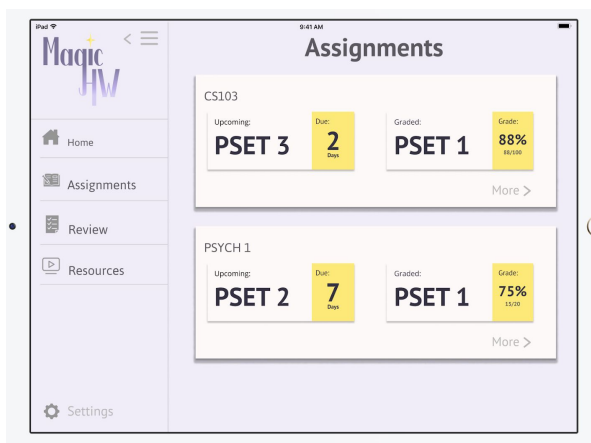 iPad
9:41 AM
Magic
HW
<
Assignments
Home
Assignments
Review
Resources
Settings
CS103
Upcoming:
PSET 3
Due:
2
Days
Graded:
PSET 1
Grade:
88%
88/100
More >
PSYCH 1
Upcoming:
PSET 2
Due:
7
Days
Graded:
PSET 1
Grade:
75%
15/20
More >